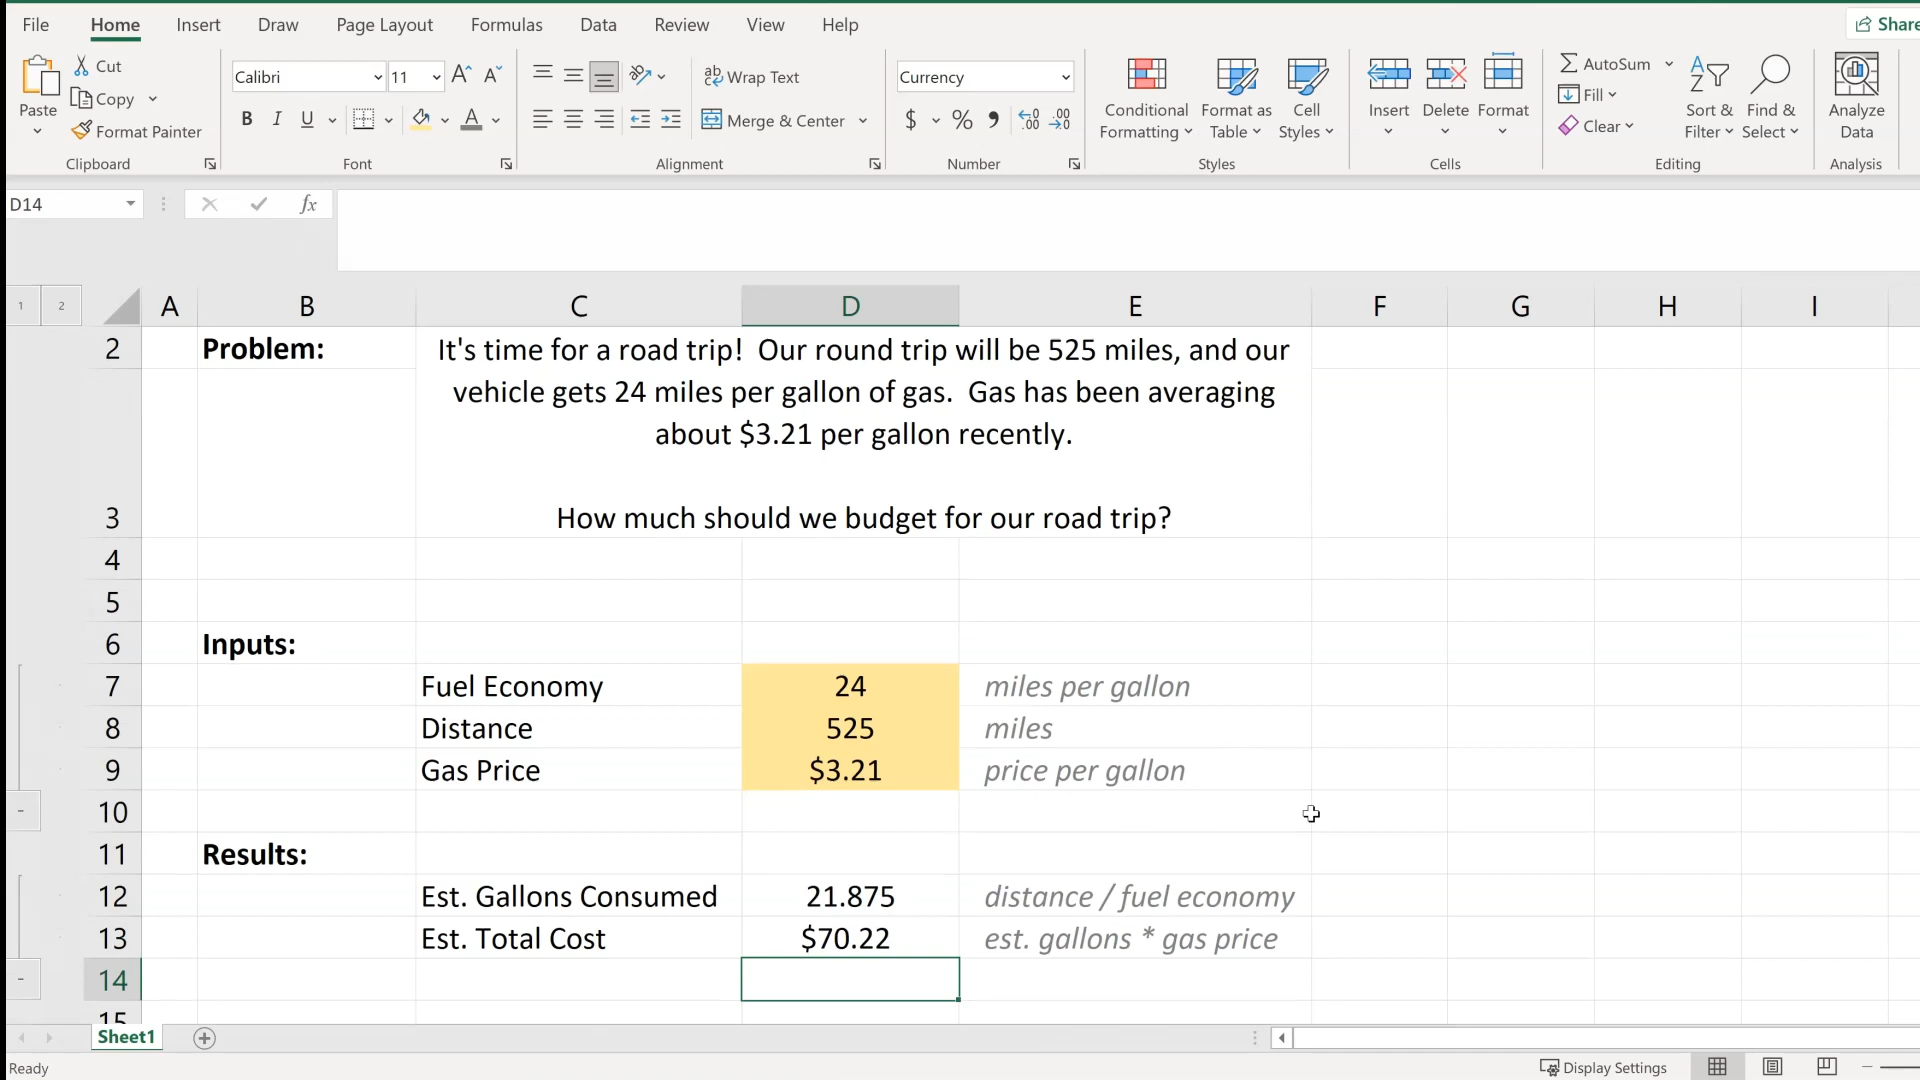 File Home Insert Draw Page Layout Formulas Data Review View Help Share
Paste Cut Copy Format Painter Clipboard
Calibri 11 A A B I U A Font
ab Wrap Text Merge & Center Alignment
Currency $ % 9 .00 .00 Number
Conditional Formatting Format as Table Cell Styles Styles
Insert Delete Format Cells
AutoSum Fill Clear Sort & Filter Find & Select Editing
Analyze Data Analysis
D14 fx
1 2 A B C D E F G H I
2 Problem: It's time for a road trip! Our round trip will be 525 miles, and our
vehicle gets 24 miles per gallon of gas. Gas has been averaging
about $3.21 per gallon recently.
3 How much should we budget for our road trip?
4
5
6 Inputs:
7 Fuel Economy 24 miles per gallon
8 Distance 525 miles
9 Gas Price $3.21 price per gallon
10
11 Results:
12 Est. Gallons Consumed 21.875 distance / fuel economy
13 Est. Total Cost $70.22 est. gallons * gas price
14
15
Sheet1
Ready Display Settings